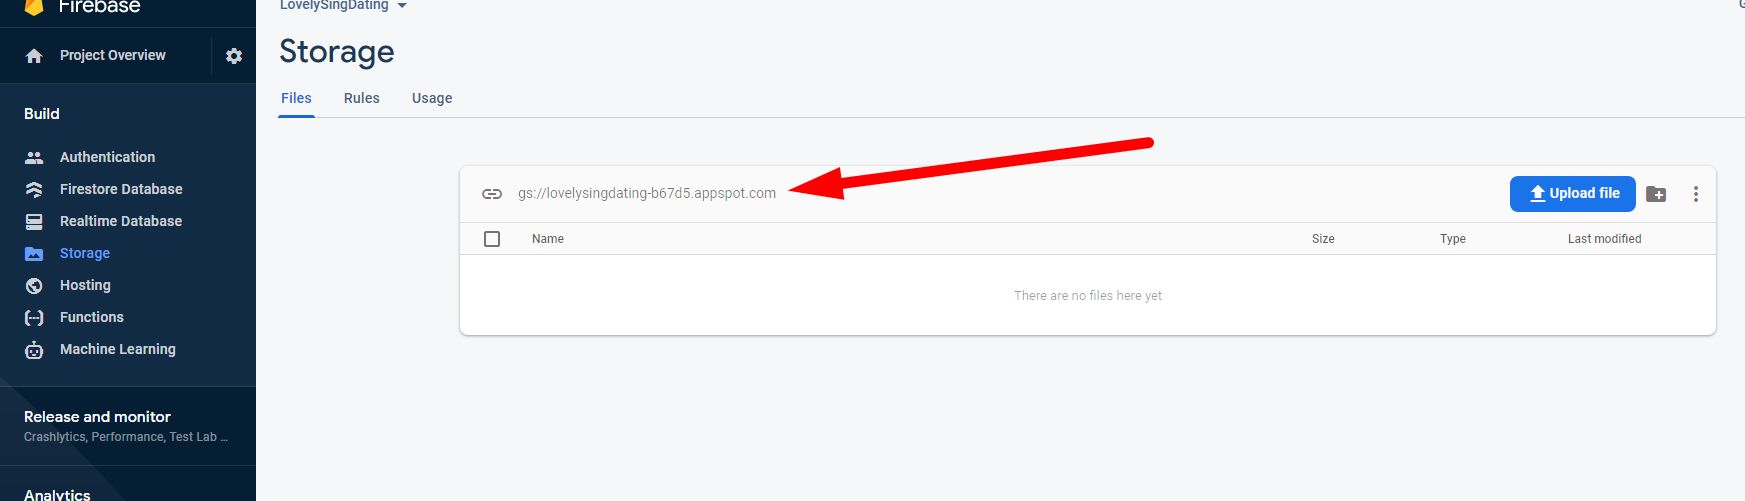 Firebase
Project Overview
Build
Authentication
Firestore Database
Realtime Database
Storage
Hosting
Functions
Machine Learning
Release and monitor
Crashlytics, Performance, Test Lab ...
Analytics
LovelySingDating
Storage
Files Rules Usage
gs://lovelysingdating-b67d5.appspot.com Upload file
Name Size Type Last modified
There are no files here yet